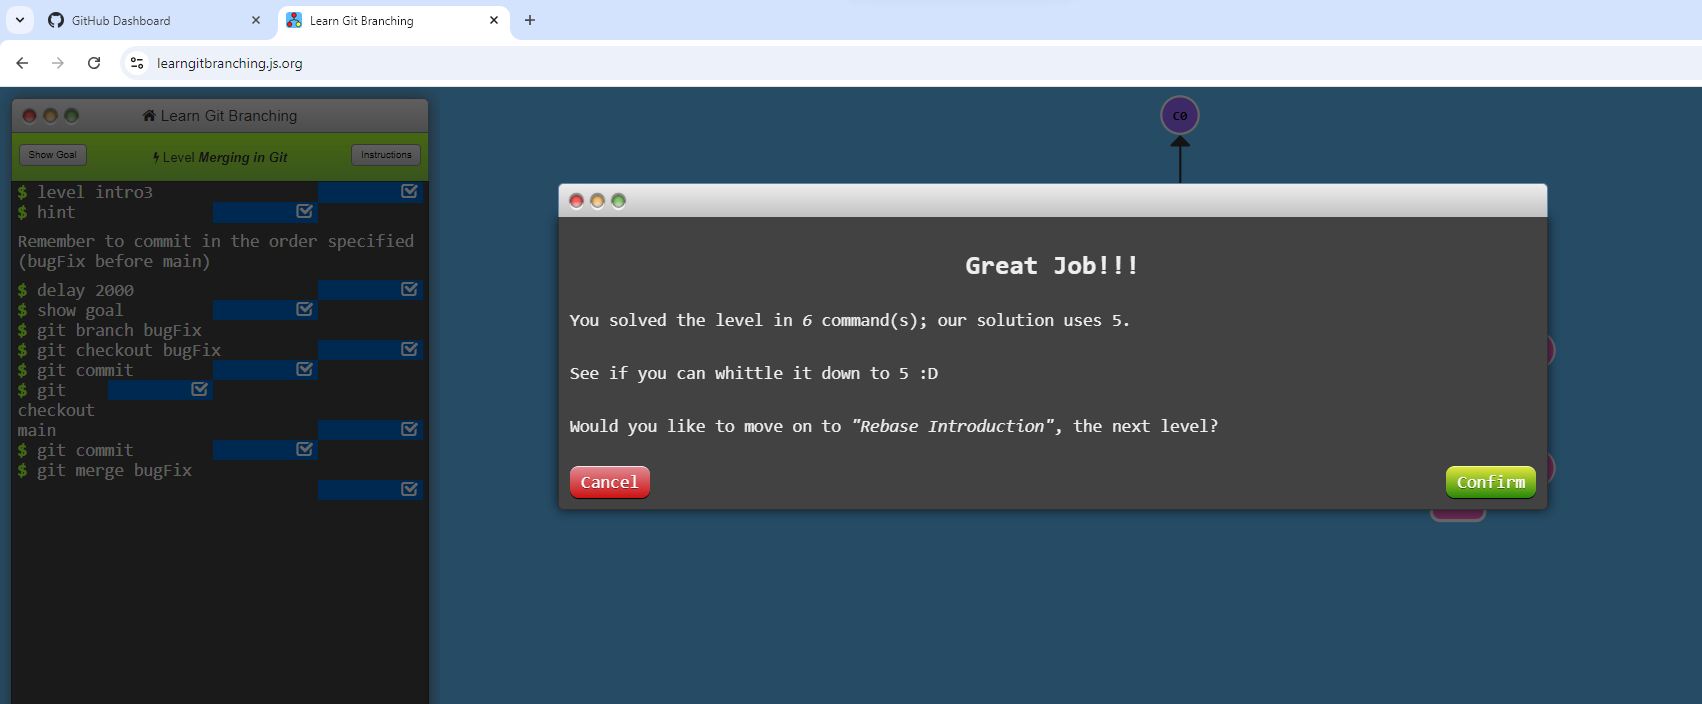 GitHub Dashboard
Learn Git Branching
learngitbranching.js.org
Learn Git Branching
Show Goal
Level Merging in Git
Instructions
$ level intro3
$ hint
Remember to commit in the order specified
(bugFix before main)
$ delay 2000
$ show goal
$ git branch bugFix
$ git checkout bugFix
$ git commit
$ git
checkout
main
$ git commit
$ git merge bugFix
C0
Great Job!!!
You solved the level in 6 command(s); our solution uses 5.
See if you can whittle it down to 5 :D
Would you like to move on to "Rebase Introduction", the next level?
Cancel
Confirm